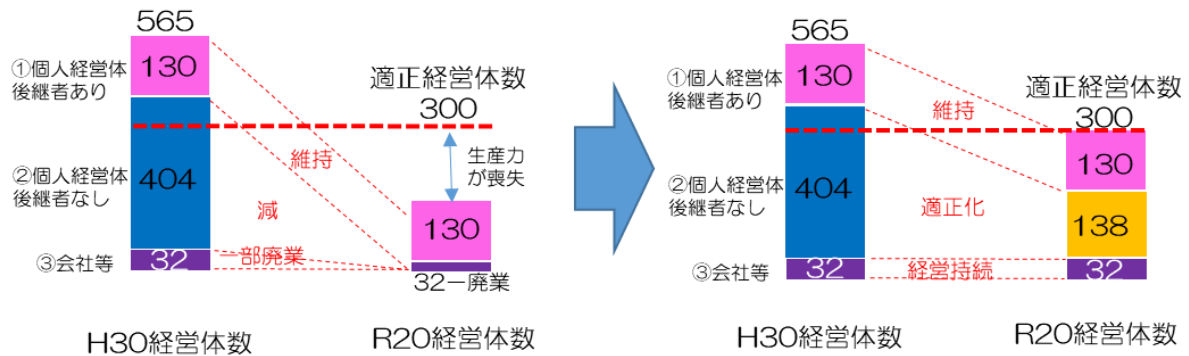 565
①個人経営体
後継者あり
130
適正経営体数
300
維持
生産力
が喪失
②個人経営体
後継者なし
404
減
130
③会社等
32
一部廃業
32ー廃業
H30経営体数
R20経営体数
565
①個人経営体
後継者あり
130
適正経営体数
300
維持
130
②個人経営体
後継者なし
404
適正化
138
③会社等
32
経営持続
32
H30経営体数
R20経営体数